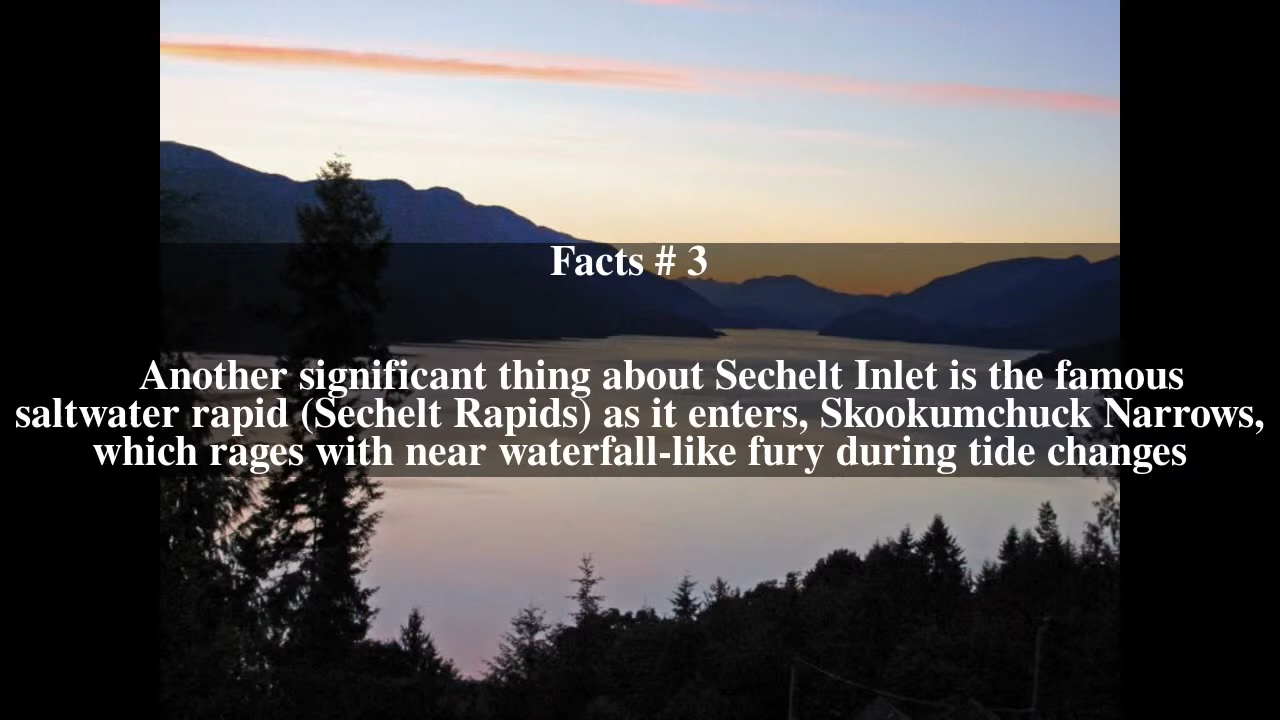 Facts # 3
Another significant thing about Sechelt Inlet is the famous
saltwater rapid (Sechelt Rapids) as it enters, Skookumchuck Narrows,
which rages with near waterfall-like fury during tide changes